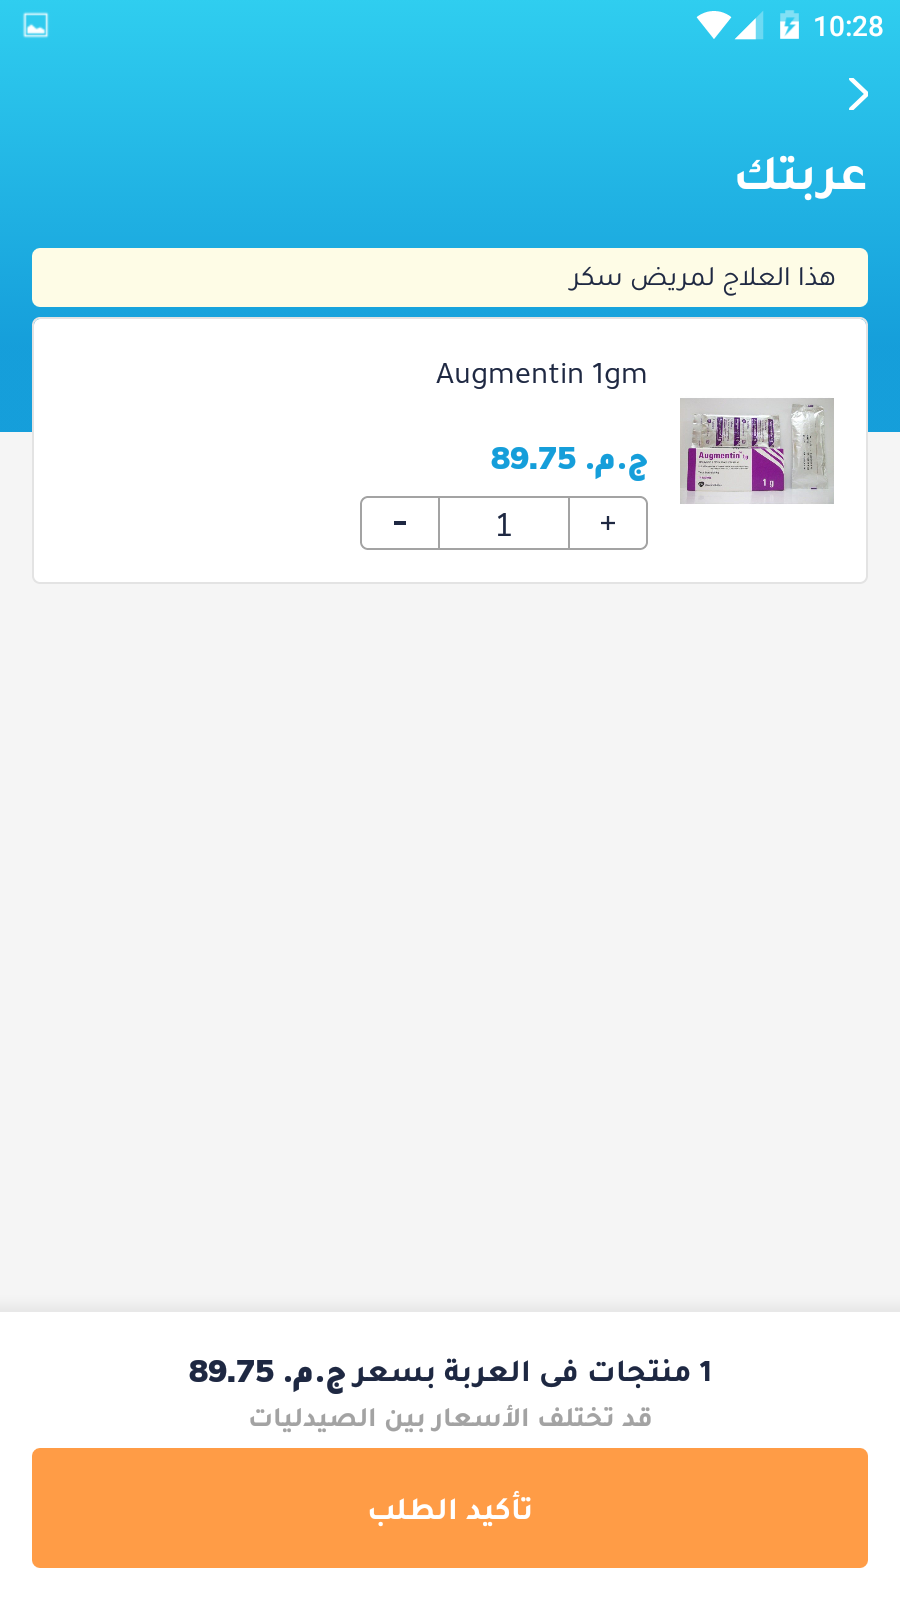 10:28
عربتك
هذا العلاج لمريض سكر
Augmentin 1gm
ج.م. 89.75
+ 1 -
Augmentin 1g
1 g
1 منتجات فى العربة بسعر ج.م. 89.75
قد تختلف الأسعار بين الصيدليات
تأكيد الطلب